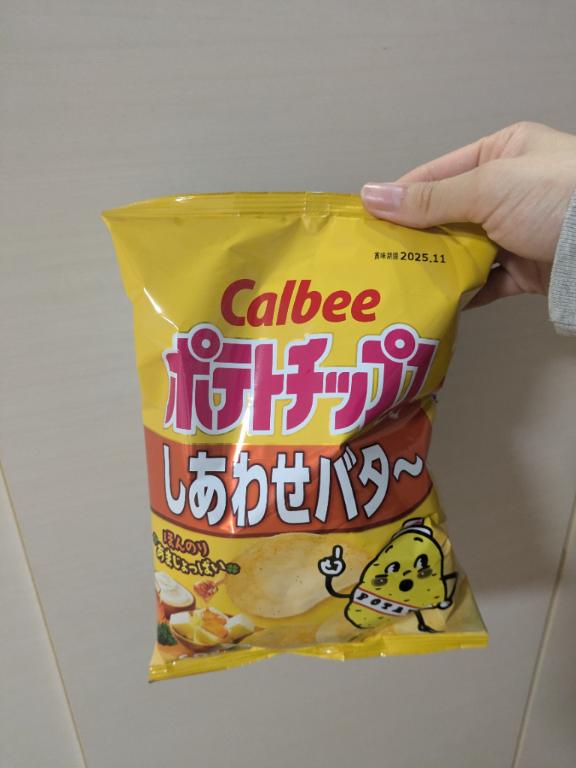 賞味期限 2025.11
Calbee
ポテトチップス
しあわせバタ～
ほんのり
あまじょっぱい